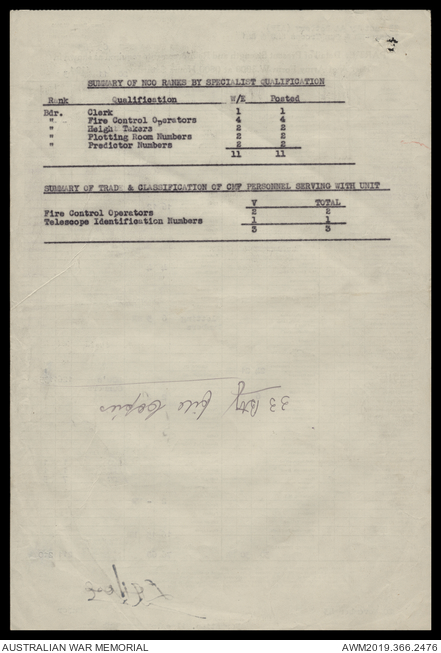 SUMMARY OF NCO RANKS BY SPECIALIST QUALIFICATION
Rank Qualification W/E Posted
Bdr. Clerk 1 1
" Fire Control Operators 4 4
" Height Takers 2 2
" Plotting Room Numbers 2 2
" Predictor Numbers 2 2
11 11
SUMMARY OF TRADE & CLASSIFICATION OF CMF PERSONNEL SERVING WITH UNIT
V TOTAL
Fire Control Operators 2 2
Telescope Identification Numbers 1 1
3 3
33 Bty file copies
AUSTRALIAN WAR MEMORIAL AWM2019.366.2476